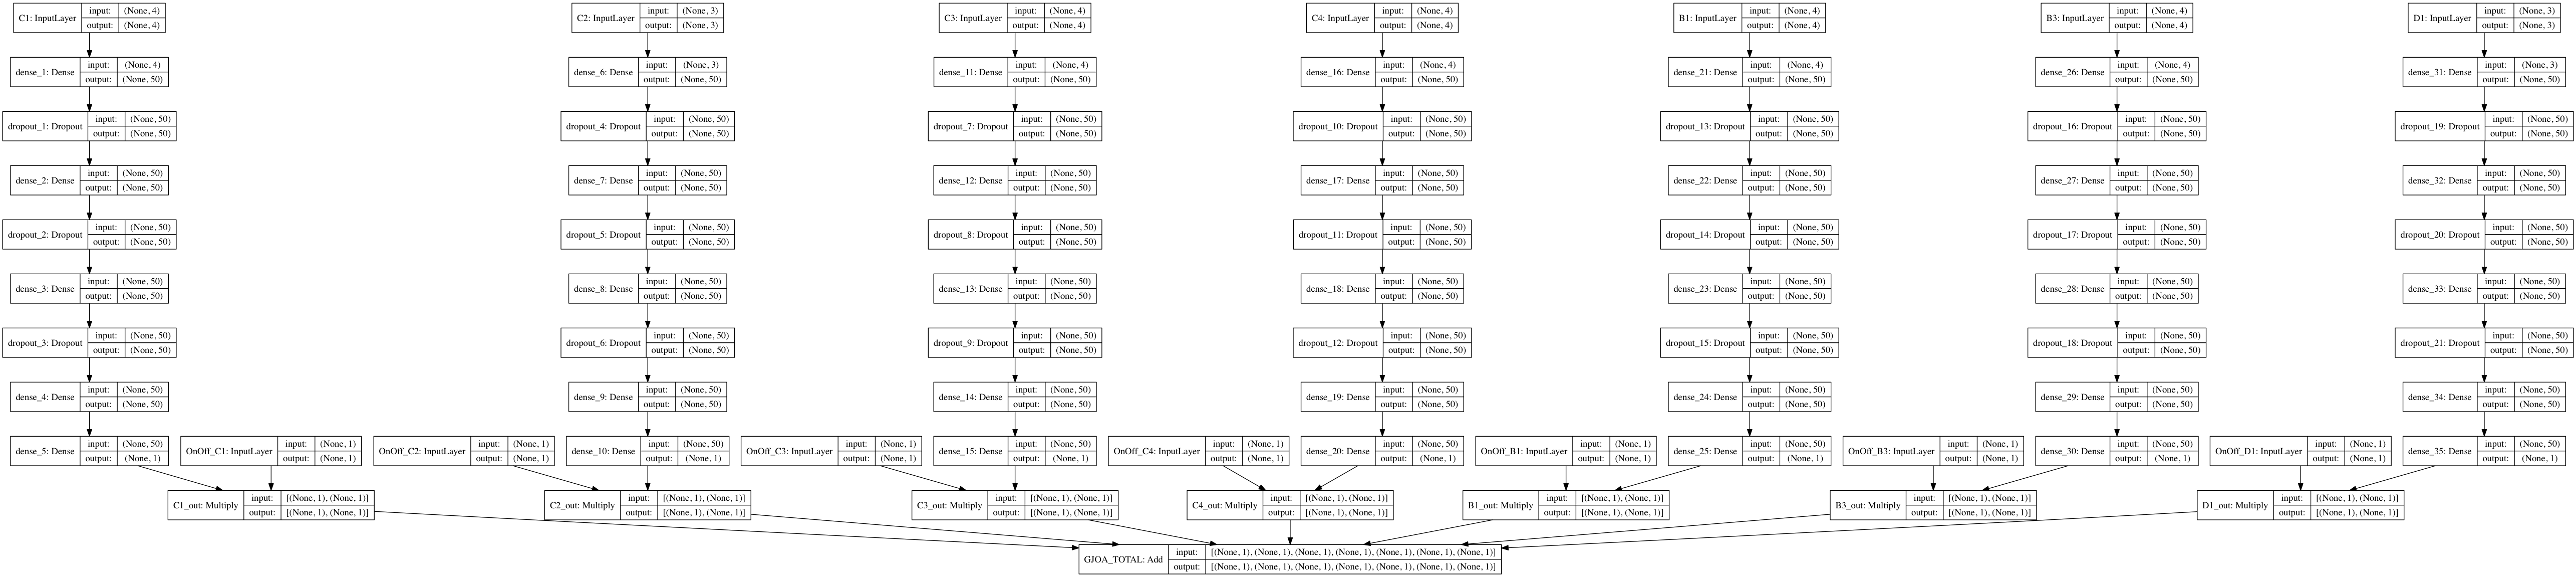 C1: InputLayer input: (None, 4) output: (None, 4)
C2: InputLayer input: (None, 3) output: (None, 3)
C3: InputLayer input: (None, 4) output: (None, 4)
C4: InputLayer input: (None, 4) output: (None, 4)
B1: InputLayer input: (None, 4) output: (None, 4)
B3: InputLayer input: (None, 4) output: (None, 4)
D1: InputLayer input: (None, 3) output: (None, 3)
dense_1: Dense input: (None, 4) output: (None, 50)
dense_6: Dense input: (None, 3) output: (None, 50)
dense_11: Dense input: (None, 4) output: (None, 50)
dense_16: Dense input: (None, 4) output: (None, 50)
dense_21: Dense input: (None, 4) output: (None, 50)
dense_26: Dense input: (None, 4) output: (None, 50)
dense_31: Dense input: (None, 3) output: (None, 50)
dropout_1: Dropout input: (None, 50) output: (None, 50)
dropout_4: Dropout input: (None, 50) output: (None, 50)
dropout_7: Dropout input: (None, 50) output: (None, 50)
dropout_10: Dropout input: (None, 50) output: (None, 50)
dropout_13: Dropout input: (None, 50) output: (None, 50)
dropout_16: Dropout input: (None, 50) output: (None, 50)
dropout_19: Dropout input: (None, 50) output: (None, 50)
dense_2: Dense input: (None, 50) output: (None, 50)
dense_7: Dense input: (None, 50) output: (None, 50)
dense_12: Dense input: (None, 50) output: (None, 50)
dense_17: Dense input: (None, 50) output: (None, 50)
dense_22: Dense input: (None, 50) output: (None, 50)
dense_27: Dense input: (None, 50) output: (None, 50)
dense_32: Dense input: (None, 50) output: (None, 50)
dropout_2: Dropout input: (None, 50) output: (None, 50)
dropout_5: Dropout input: (None, 50) output: (None, 50)
dropout_8: Dropout input: (None, 50) output: (None, 50)
dropout_11: Dropout input: (None, 50) output: (None, 50)
dropout_14: Dropout input: (None, 50) output: (None, 50)
dropout_17: Dropout input: (None, 50) output: (None, 50)
dropout_20: Dropout input: (None, 50) output: (None, 50)
dense_3: Dense input: (None, 50) output: (None, 50)
dense_8: Dense input: (None, 50) output: (None, 50)
dense_13: Dense input: (None, 50) output: (None, 50)
dense_18: Dense input: (None, 50) output: (None, 50)
dense_23: Dense input: (None, 50) output: (None, 50)
dense_28: Dense input: (None, 50) output: (None, 50)
dense_33: Dense input: (None, 50) output: (None, 50)
dropout_3: Dropout input: (None, 50) output: (None, 50)
dropout_6: Dropout input: (None, 50) output: (None, 50)
dropout_9: Dropout input: (None, 50) output: (None, 50)
dropout_12: Dropout input: (None, 50) output: (None, 50)
dropout_15: Dropout input: (None, 50) output: (None, 50)
dropout_18: Dropout input: (None, 50) output: (None, 50)
dropout_21: Dropout input: (None, 50) output: (None, 50)
dense_4: Dense input: (None, 50) output: (None, 50)
dense_9: Dense input: (None, 50) output: (None, 50)
dense_14: Dense input: (None, 50) output: (None, 50)
dense_19: Dense input: (None, 50) output: (None, 50)
dense_24: Dense input: (None, 50) output: (None, 50)
dense_29: Dense input: (None, 50) output: (None, 50)
dense_34: Dense input: (None, 50) output: (None, 50)
dense_5: Dense input: (None, 50) output: (None, 1)
OnOff_C1: InputLayer input: (None, 1) output: (None, 1)
OnOff_C2: InputLayer input: (None, 1) output: (None, 1)
dense_10: Dense input: (None, 50) output: (None, 1)
OnOff_C3: InputLayer input: (None, 1) output: (None, 1)
dense_15: Dense input: (None, 50) output: (None, 1)
OnOff_C4: InputLayer input: (None, 1) output: (None, 1)
dense_20: Dense input: (None, 50) output: (None, 1)
OnOff_B1: InputLayer input: (None, 1) output: (None, 1)
dense_25: Dense input: (None, 50) output: (None, 1)
OnOff_B3: InputLayer input: (None, 1) output: (None, 1)
dense_30: Dense input: (None, 50) output: (None, 1)
OnOff_D1: InputLayer input: (None, 1) output: (None, 1)
dense_35: Dense input: (None, 50) output: (None, 1)
C1_out: Multiply input: [(None, 1), (None, 1)] output: [(None, 1), (None, 1)]
C2_out: Multiply input: [(None, 1), (None, 1)] output: [(None, 1), (None, 1)]
C3_out: Multiply input: [(None, 1), (None, 1)] output: [(None, 1), (None, 1)]
C4_out: Multiply input: [(None, 1), (None, 1)] output: [(None, 1), (None, 1)]
B1_out: Multiply input: [(None, 1), (None, 1)] output: [(None, 1), (None, 1)]
B3_out: Multiply input: [(None, 1), (None, 1)] output: [(None, 1), (None, 1)]
D1_out: Multiply input: [(None, 1), (None, 1)] output: [(None, 1), (None, 1)]
GJOA_TOTAL: Add input: [(None, 1), (None, 1), (None, 1), (None, 1), (None, 1), (None, 1), (None, 1)] output: [(None, 1), (None, 1), (None, 1), (None, 1), (None, 1), (None, 1), (None, 1)]